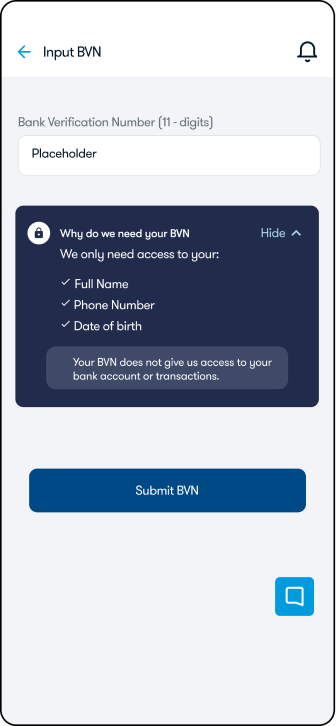 Input BVN
Bank Verification Number (11 - digits)
Placeholder
Why do we need your BVN
Hide
We only need access to your:
Full Name
Phone Number
Date of birth
Your BVN does not give us access to your
bank account or transactions.
Submit BVN